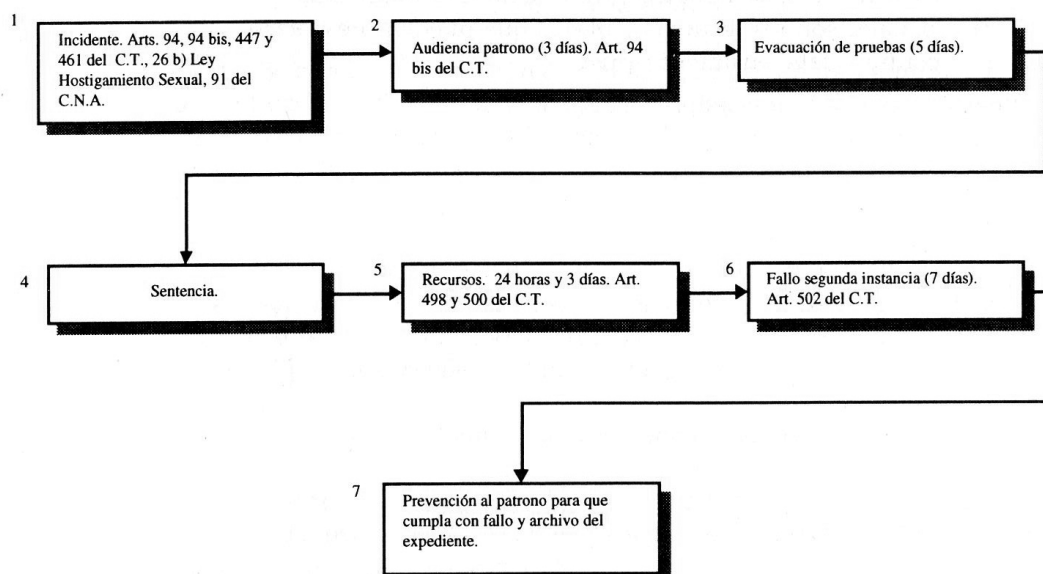 1
Incidente. Arts. 94, 94 bis, 447 y
461 del C.T., 26 b) Ley
Hostigamiento Sexual, 91 del
C.N.A.
2
Audiencia patrono (3 días). Art. 94
bis del C.T.
3
Evacuación de pruebas (5 días).
4
Sentencia.
5
Recursos. 24 horas y 3 días. Art.
498 y 500 del C.T.
6
Fallo segunda instancia (7 días).
Art. 502 del C.T.
7
Prevención al patrono para que
cumpla con fallo y archivo del
expediente.